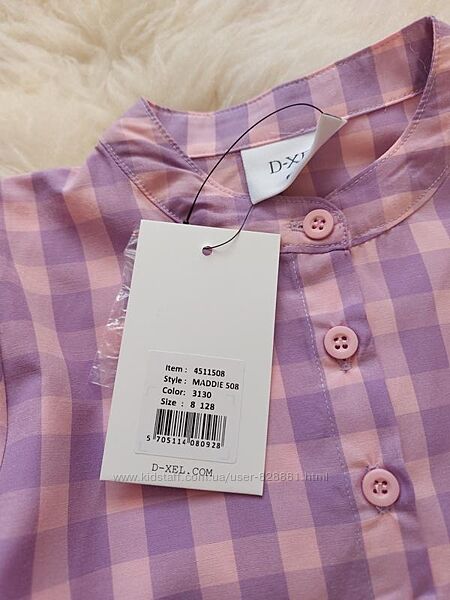 D-XEL
Item : 4511508
Style : MADDIE 508
Color: 3130
Size : 8 128
5 705114 080928
D-XEL.COM
www.kidstaff.com.ua/user-828881.html